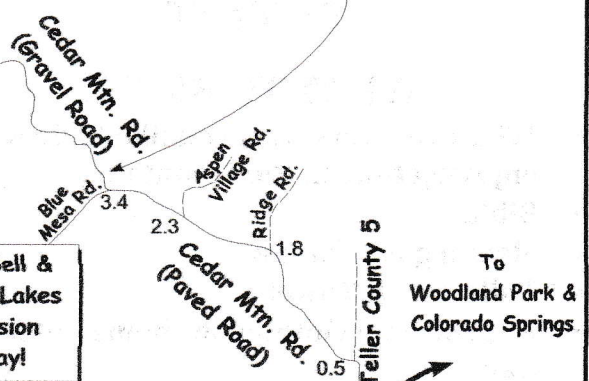 Cedar Mtn. Rd.
(Gravel Road)
Aspen
Village Rd.
Blue
Mesa Rd.
3.4
2.3
Ridge Rd.
1.8
Cedar Mtn. Rd.
(Paved Road)
0.5
Teller County 5
To
Woodland Park &
Colorado Springs
ell &
Lakes
sion
ay!